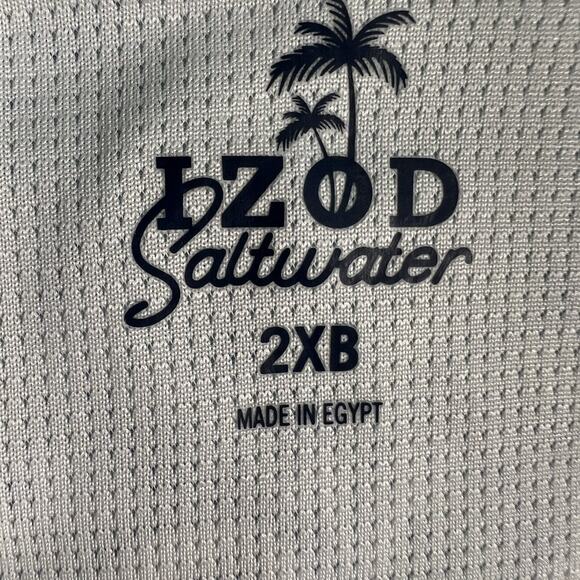 IZOD
Saltwater
2XB
MADE IN EGYPT